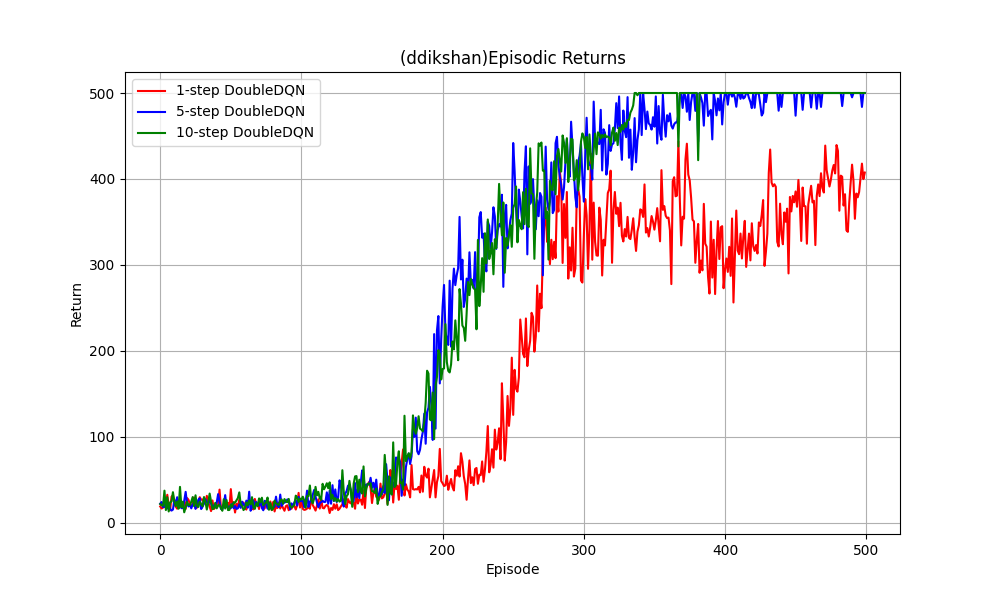 (ddikshan)Episodic Returns
1-step DoubleDQN
5-step DoubleDQN
10-step DoubleDQN
500
400
300
200
100
0
Return
0 100 200 300 400 500
Episode